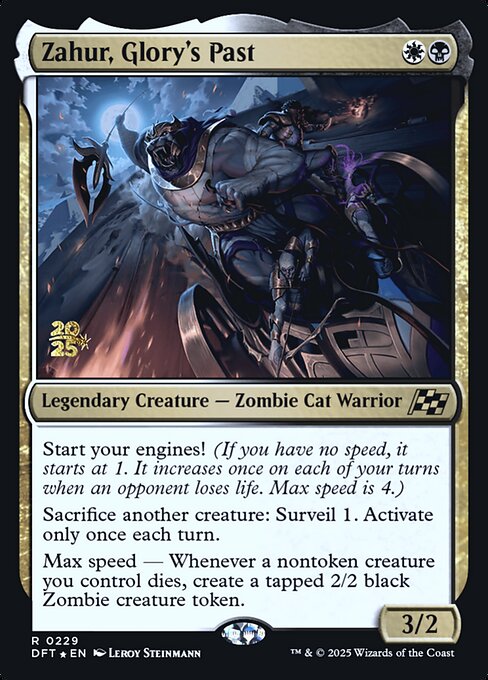 Zahur, Glory's Past
20
25
Legendary Creature — Zombie Cat Warrior
Start your engines! (If you have no speed, it
starts at 1. It increases once on each of your turns
when an opponent loses life. Max speed is 4.)
Sacrifice another creature: Surveil 1. Activate
only once each turn.
Max speed — Whenever a nontoken creature
you control dies, create a tapped 2/2 black
Zombie creature token.
3/2
R 0229
DFT ★ EN Leroy Steinmann
™ & © 2025 Wizards of the Coast